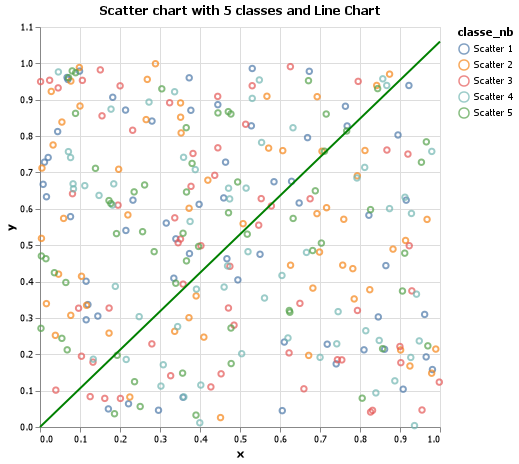 Scatter chart with 5 classes and Line Chart
classe_nb
Scatter 1
Scatter 2
Scatter 3
Scatter 4
Scatter 5
y
1.1
1.0
0.9
0.8
0.7
0.6
0.5
0.4
0.3
0.2
0.1
0.0
0.0 0.1 0.2 0.3 0.4 0.5 0.6 0.7 0.8 0.9 1.0
x